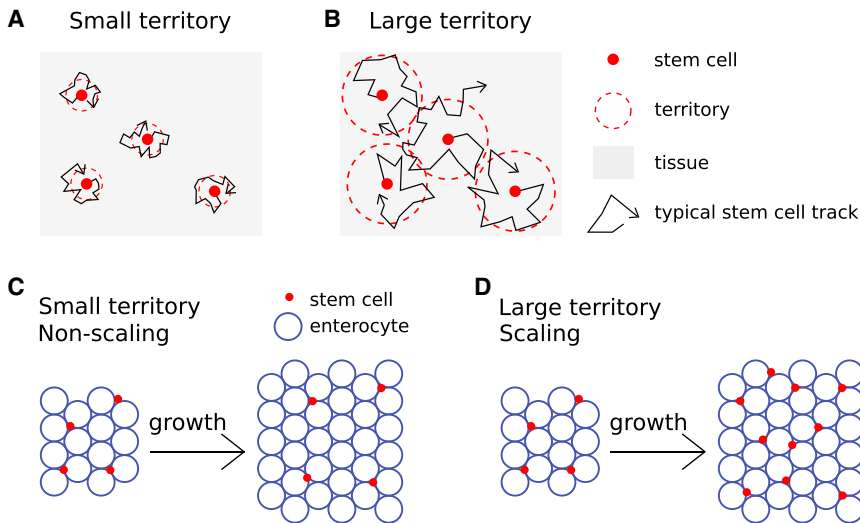 A Small territory
B Large territory
stem cell
territory
tissue
typical stem cell track
C
Small territory
Non-scaling
stem cell
enterocyte
growth
D
Large territory
Scaling
growth